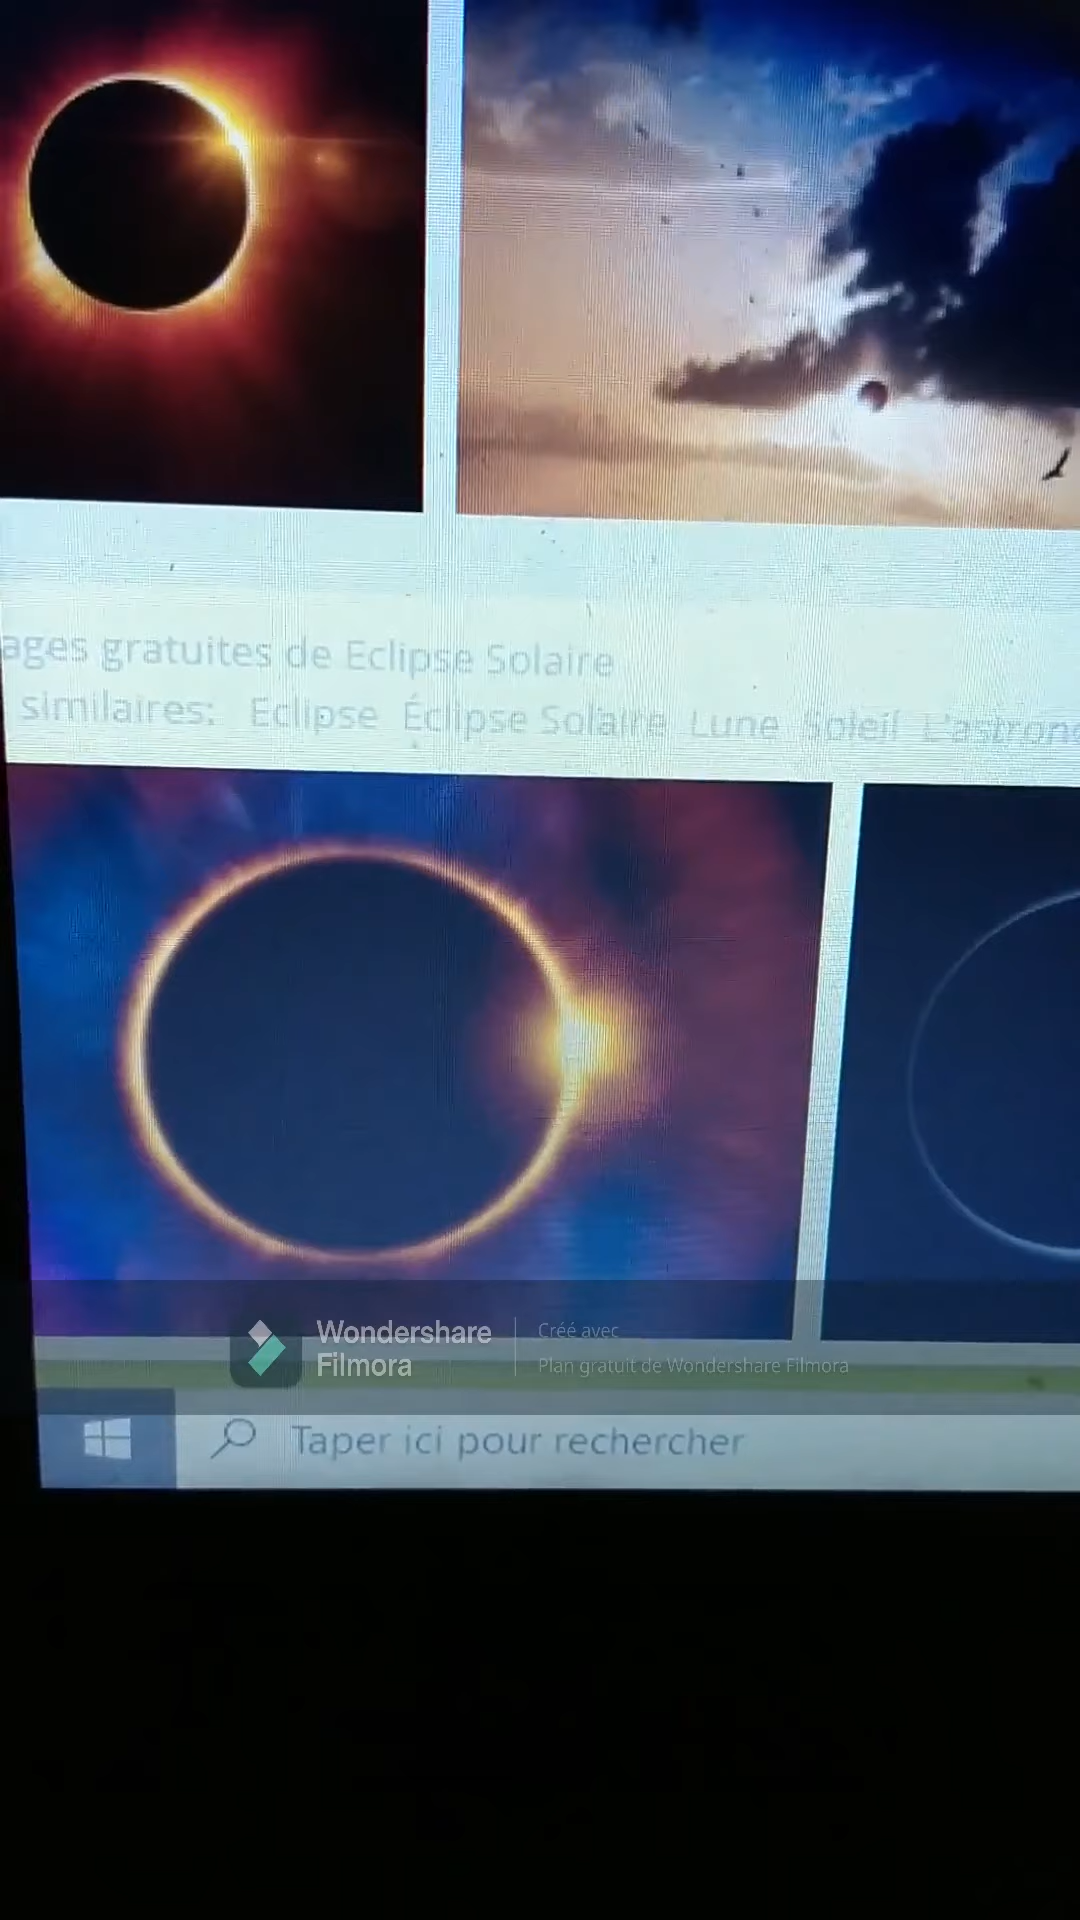 ages gratuites de Eclipse Solaire
similaires: Eclipse Éclipse Solaire Lune Soleil L'astron
Wondershare
Filmora
Créé avec
Plan gratuit de Wondershare Filmora
Taper ici pour rechercher